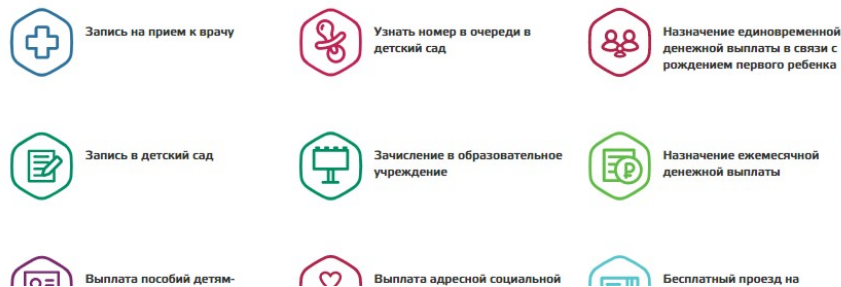 Запись на прием к врачу
Узнать номер в очереди в
детский сад
Назначение единовременной
денежной выплаты в связи с
рождением первого ребенка
Запись в детский сад
Зачисление в образовательное
учреждение
Назначение ежемесячной
денежной выплаты
Выплата пособий детям-
Выплата адресной социальной
Бесплатный проезд на